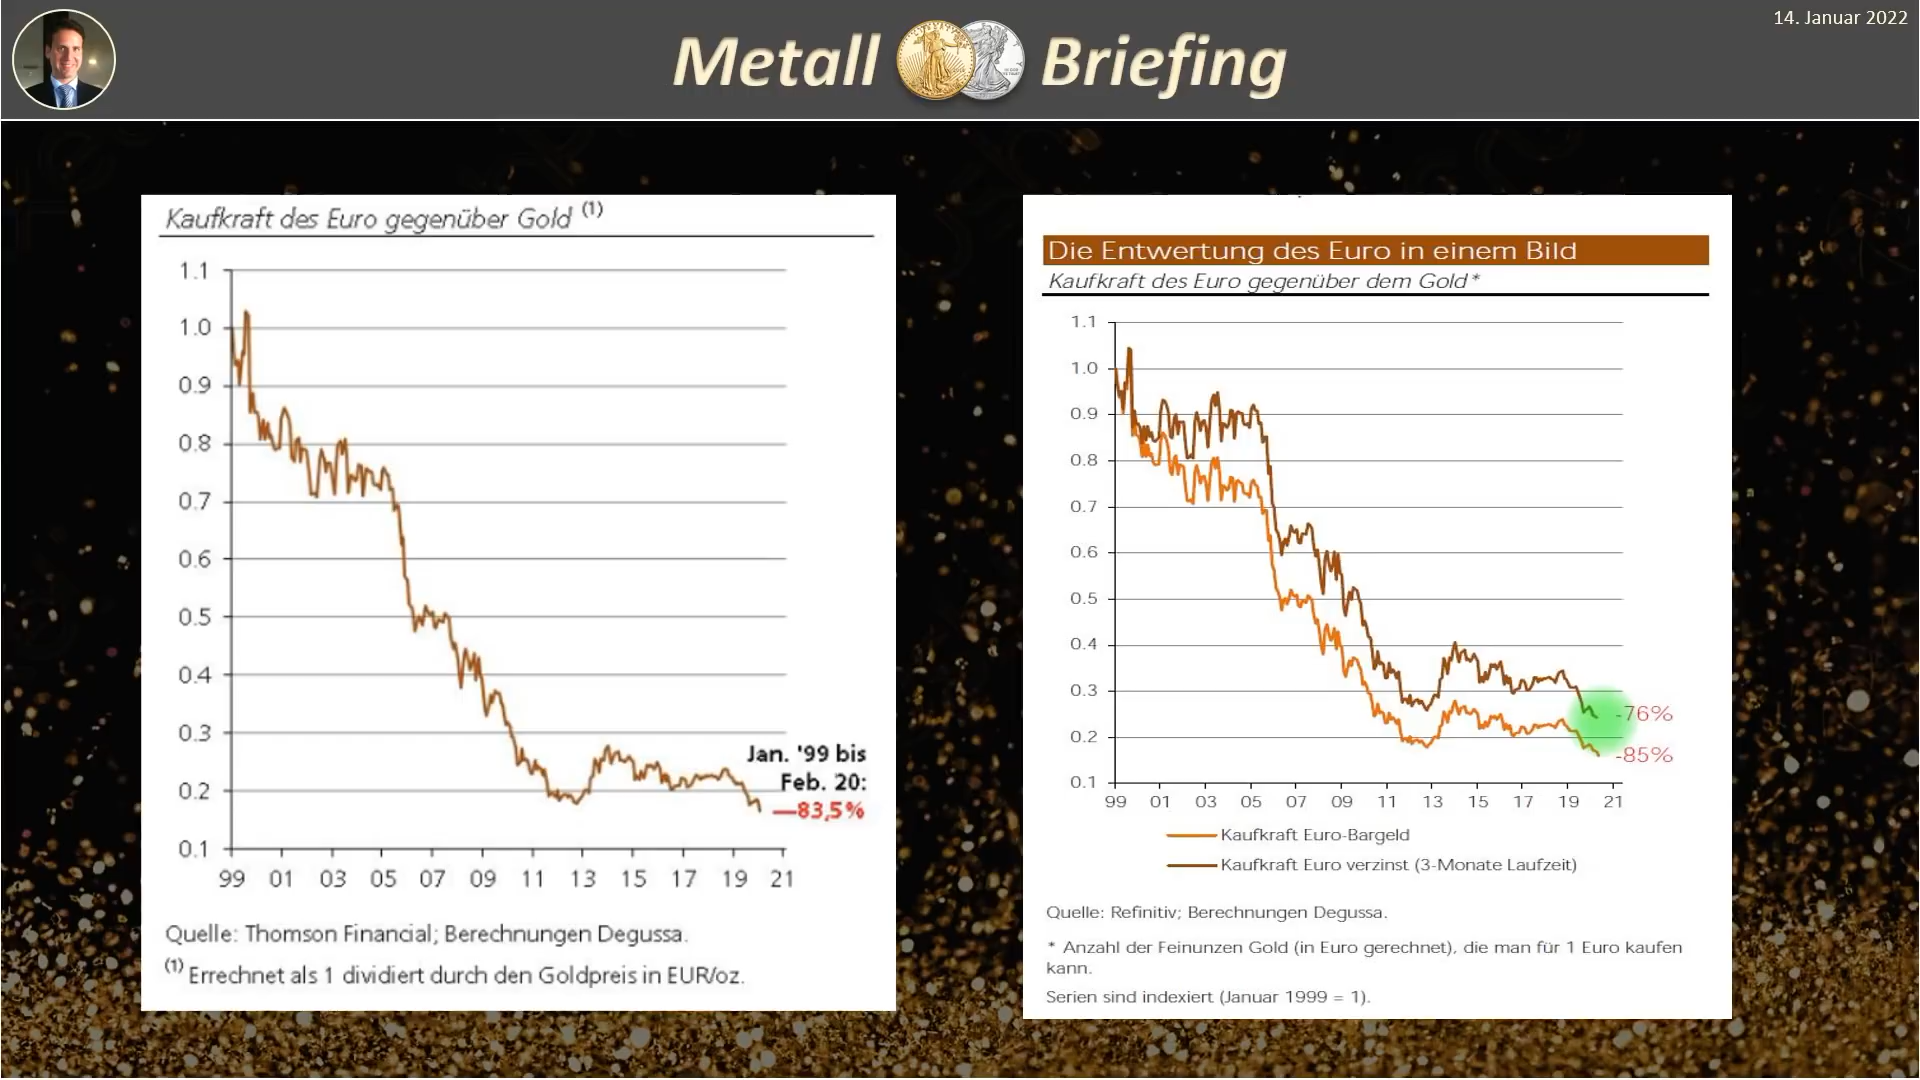 14. Januar 2022
Metall Briefing
Kaufkraft des Euro gegenüber Gold (1)
1.1
1.0
0.9
0.8
0.7
0.6
0.5
0.4
0.3
0.2
0.1
Jan. '99 bis
Feb. 20:
—83,5%
99 01 03 05 07 09 11 13 15 17 19 21
Quelle: Thomson Financial; Berechnungen Degussa.
(1) Errechnet als 1 dividiert durch den Goldpreis in EUR/oz.
Die Entwertung des Euro in einem Bild
Kaufkraft des Euro gegenüber dem Gold*
1.1
1.0
0.9
0.8
0.7
0.6
0.5
0.4
0.3
0.2
0.1
-76%
-85%
99 01 03 05 07 09 11 13 15 17 19 21
Kaufkraft Euro-Bargeld
Kaufkraft Euro verzinst (3-Monate Laufzeit)
Quelle: Refinitiv; Berechnungen Degussa.
* Anzahl der Feinunzen Gold (in Euro gerechnet), die man für 1 Euro kaufen
kann.
Serien sind indexiert (Januar 1999 = 1).